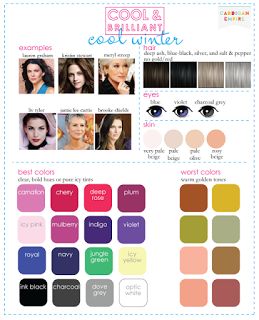 COOL &
BRILLIANT
cool winter
CARDIGAN
EMPIRE
examples
lauren graham
kristen stewart
meryl streep
liv tyler
jamie lee curtis
brooke shields
hair
deep ash, blue-black, silver, and salt & pepper
no gold/red
eyes
blue
violet
charcoal grey
skin
very pale beige
pale beige
pale olive
rosy beige
best colors
clear, bold hues or pure icy tints
carnation
cherry
deep rose
plum
icy pink
mulberry
indigo
violet
royal
navy
jungle green
icy yellow
ink black
charcoal
dove grey
optic white
worst colors
warm golden tones